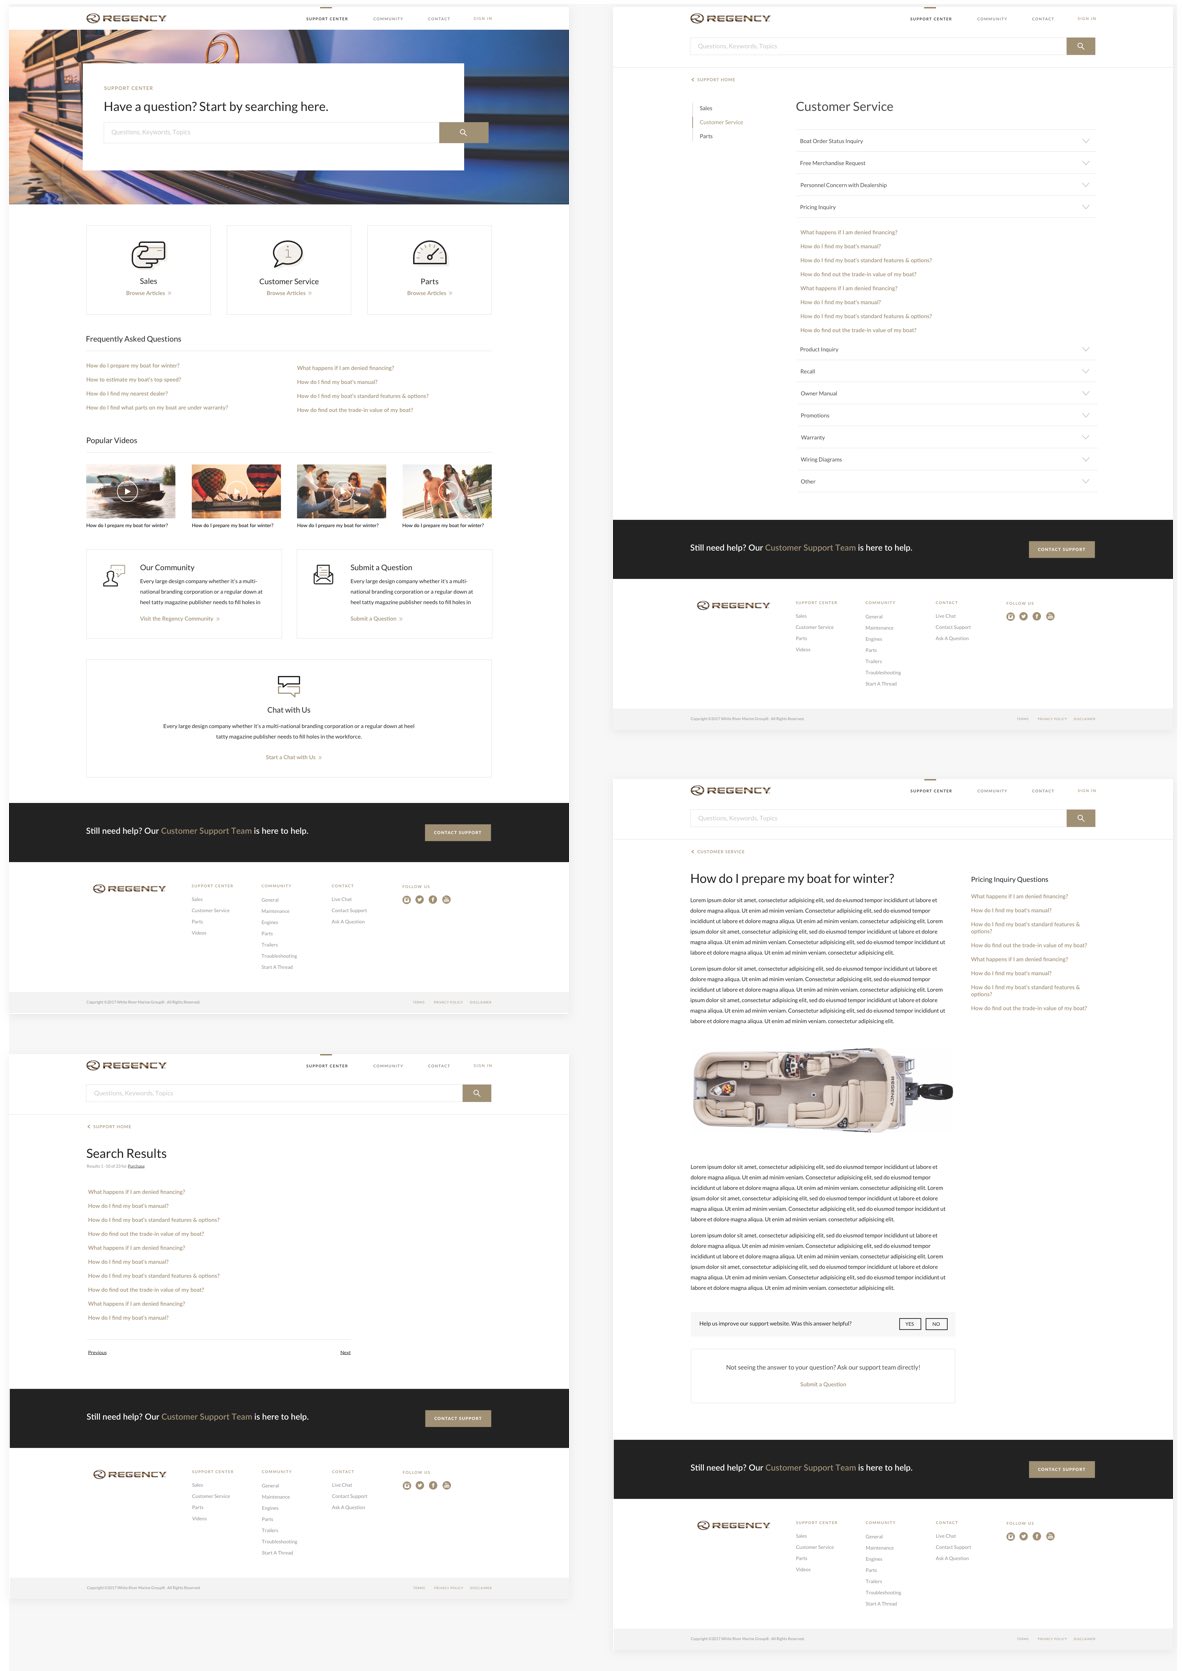 REGENCY
SUPPORT CENTER COMMUNITY CONTACT SIGN IN
SUPPORT CENTER
Have a question? Start by searching here.
Questions, Keywords, Topics
Sales
Browse Articles »
Customer Service
Browse Articles »
Parts
Browse Articles »
Frequently Asked Questions
How do I prepare my boat for winter?
How to estimate my boat's top speed?
How do I find my nearest dealer?
How do I find what parts on my boat are under warranty?
What happens if I am denied financing?
How do I find my boat's manual?
How do I find my boat's standard features & options?
How do find out the trade-in value of my boat?
Popular Videos
How do I prepare my boat for winter?
How do I prepare my boat for winter?
How do I prepare my boat for winter?
How do I prepare my boat for winter?
Our Community
Every large design company whether it's a multi-
national branding corporation or a regular down at
heel tatty magazine publisher needs to fill holes in
Visit the Regency Community »
Submit a Question
Every large design company whether it's a multi-
national branding corporation or a regular down at
heel tatty magazine publisher needs to fill holes in
Submit a Question »
Chat with Us
Every large design company whether it's a multi-national branding corporation or a regular down at heel
tatty magazine publisher needs to fill holes in the workforce.
Start a Chat with Us »
Still need help? Our Customer Support Team is here to help.
CONTACT SUPPORT
REGENCY
SUPPORT CENTER
Sales
Customer Service
Parts
Videos
COMMUNITY
General
Maintenance
Engines
Parts
Trailers
Troubleshooting
Start A Thread
CONTACT
Live Chat
Contact Support
Ask A Question
FOLLOW US
Copyright ©2017 White River Marine Group®. All Rights Reserved.
TERMS PRIVACY POLICY DISCLAIMER
REGENCY
SUPPORT CENTER COMMUNITY CONTACT SIGN IN
Questions, Keywords, Topics
< SUPPORT HOME
Search Results
Results 1 - 10 of 23 for Purchase
What happens if I am denied financing?
How do I find my boat's manual?
How do I find my boat's standard features & options?
How do find out the trade-in value of my boat?
What happens if I am denied financing?
How do I find my boat's manual?
How do I find my boat's standard features & options?
How do find out the trade-in value of my boat?
What happens if I am denied financing?
How do I find my boat's manual?
Previous Next
Still need help? Our Customer Support Team is here to help.
CONTACT SUPPORT
REGENCY
SUPPORT CENTER
Sales
Customer Service
Parts
Videos
COMMUNITY
General
Maintenance
Engines
Parts
Trailers
Troubleshooting
Start A Thread
CONTACT
Live Chat
Contact Support
Ask A Question
FOLLOW US
Copyright ©2017 White River Marine Group®. All Rights Reserved.
TERMS PRIVACY POLICY DISCLAIMER
REGENCY
SUPPORT CENTER COMMUNITY CONTACT SIGN IN
Questions, Keywords, Topics
< SUPPORT HOME
Sales
Customer Service
Parts
Customer Service
Boat Order Status Inquiry
Free Merchandise Request
Personnel Concern with Dealership
Pricing Inquiry
What happens if I am denied financing?
How do I find my boat's manual?
How do I find my boat's standard features & options?
How do find out the trade-in value of my boat?
What happens if I am denied financing?
How do I find my boat's manual?
How do I find my boat's standard features & options?
How do find out the trade-in value of my boat?
Product Inquiry
Recall
Owner Manual
Promotions
Warranty
Wiring Diagrams
Other
Still need help? Our Customer Support Team is here to help.
CONTACT SUPPORT
REGENCY
SUPPORT CENTER
Sales
Customer Service
Parts
Videos
COMMUNITY
General
Maintenance
Engines
Parts
Trailers
Troubleshooting
Start A Thread
CONTACT
Live Chat
Contact Support
Ask A Question
FOLLOW US
Copyright ©2017 White River Marine Group®. All Rights Reserved.
TERMS PRIVACY POLICY DISCLAIMER
REGENCY
SUPPORT CENTER COMMUNITY CONTACT SIGN IN
Questions, Keywords, Topics
< CUSTOMER SERVICE
How do I prepare my boat for winter?
Lorem ipsum dolor sit amet, consectetur adipisicing elit, sed do eiusmod tempor incididunt ut labore et
dolore magna aliqua. Ut enim ad minim veniam. Consectetur adipisicing elit, sed do eiusmod tempor
incididunt ut labore et dolore magna aliqua. Ut enim ad minim veniam. consectetur adipisicing elit, Lorem
ipsum dolor sit amet, consectetur adipisicing elit, sed do eiusmod tempor incididunt ut labore et dolore
magna aliqua. Ut enim ad minim veniam. Consectetur adipisicing elit, sed do eiusmod tempor incididunt ut
labore et dolore magna aliqua. Ut enim ad minim veniam. consectetur adipisicing elit.
Lorem ipsum dolor sit amet, consectetur adipisicing elit, sed do eiusmod tempor incididunt ut labore et
dolore magna aliqua. Ut enim ad minim veniam. Consectetur adipisicing elit, sed do eiusmod tempor
incididunt ut labore et dolore magna aliqua. Ut enim ad minim veniam. consectetur adipisicing elit, Lorem
ipsum dolor sit amet, consectetur adipisicing elit, sed do eiusmod tempor incididunt ut labore et dolore
magna aliqua. Ut enim ad minim veniam. Consectetur adipisicing elit, sed do eiusmod tempor incididunt ut
labore et dolore magna aliqua. Ut enim ad minim veniam. consectetur adipisicing elit.
REGENCY
Lorem ipsum dolor sit amet, consectetur adipisicing elit, sed do eiusmod tempor incididunt ut labore et
dolore magna aliqua. Ut enim ad minim veniam. Consectetur adipisicing elit, sed do eiusmod tempor
incididunt ut labore et dolore magna aliqua. Ut enim ad minim veniam. consectetur adipisicing elit, Lorem
ipsum dolor sit amet, consectetur adipisicing elit, sed do eiusmod tempor incididunt ut labore et dolore
magna aliqua. Ut enim ad minim veniam. Consectetur adipisicing elit, sed do eiusmod tempor incididunt ut
labore et dolore magna aliqua. Ut enim ad minim veniam. consectetur adipisicing elit.
Lorem ipsum dolor sit amet, consectetur adipisicing elit, sed do eiusmod tempor incididunt ut labore et
dolore magna aliqua. Ut enim ad minim veniam. Consectetur adipisicing elit, sed do eiusmod tempor
incididunt ut labore et dolore magna aliqua. Ut enim ad minim veniam. consectetur adipisicing elit, Lorem
ipsum dolor sit amet, consectetur adipisicing elit, sed do eiusmod tempor incididunt ut labore et dolore
magna aliqua. Ut enim ad minim veniam. Consectetur adipisicing elit, sed do eiusmod tempor incididunt ut
labore et dolore magna aliqua. Ut enim ad minim veniam. consectetur adipisicing elit.
Pricing Inquiry Questions
What happens if I am denied financing?
How do I find my boat's manual?
How do I find my boat's standard features &
options?
How do find out the trade-in value of my boat?
What happens if I am denied financing?
How do I find my boat's manual?
How do I find my boat's standard features &
options?
How do find out the trade-in value of my boat?
Help us improve our support website. Was this answer helpful?
YES NO
Not seeing the answer to your question? Ask our support team directly!
Submit a Question
Still need help? Our Customer Support Team is here to help.
CONTACT SUPPORT
REGENCY
SUPPORT CENTER
Sales
Customer Service
Parts
Videos
COMMUNITY
General
Maintenance
Engines
Parts
Trailers
Troubleshooting
Start A Thread
CONTACT
Live Chat
Contact Support
Ask A Question
FOLLOW US
Copyright ©2017 White River Marine Group®. All Rights Reserved.
TERMS PRIVACY POLICY DISCLAIMER